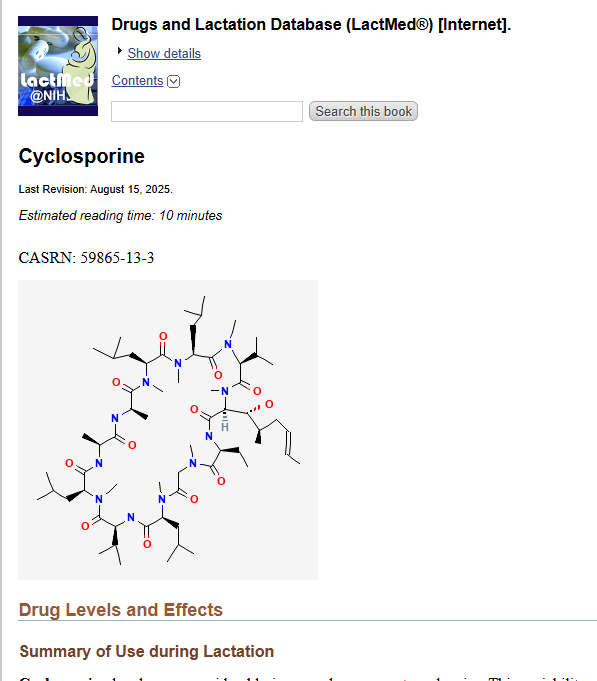 Drugs and Lactation Database (LactMed®) [Internet].
LactMed
@NIH
Show details
Contents
Search this book
Cyclosporine
Last Revision: August 15, 2025.
Estimated reading time: 10 minutes
CASRN: 59865-13-3
O
N
N
O
O
N
N
O
O
N
O
H
N
O
N
O
N
O
N
O
N
O
N
O
N
O
Drug Levels and Effects
Summary of Use during Lactation